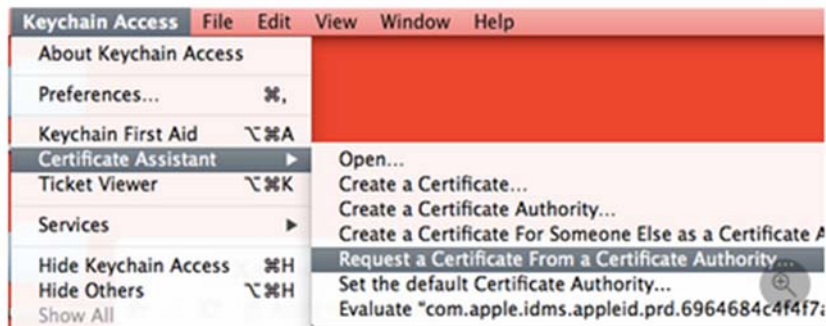 Keychain Access File Edit View Window Help
About Keychain Access
Preferences... ⌘,
Keychain First Aid ⌥⌘A
Certificate Assistant ▶
Ticket Viewer ⌥⌘K
Services ▶
Hide Keychain Access ⌘H
Hide Others ⌥⌘H
Show All
Open...
Create a Certificate...
Create a Certificate Authority...
Create a Certificate For Someone Else as a Certificate A
Request a Certificate From a Certificate Authority...
Set the default Certificate Authority...
Evaluate "com.apple.idms.appleid.prd.6964684c4f4f7a